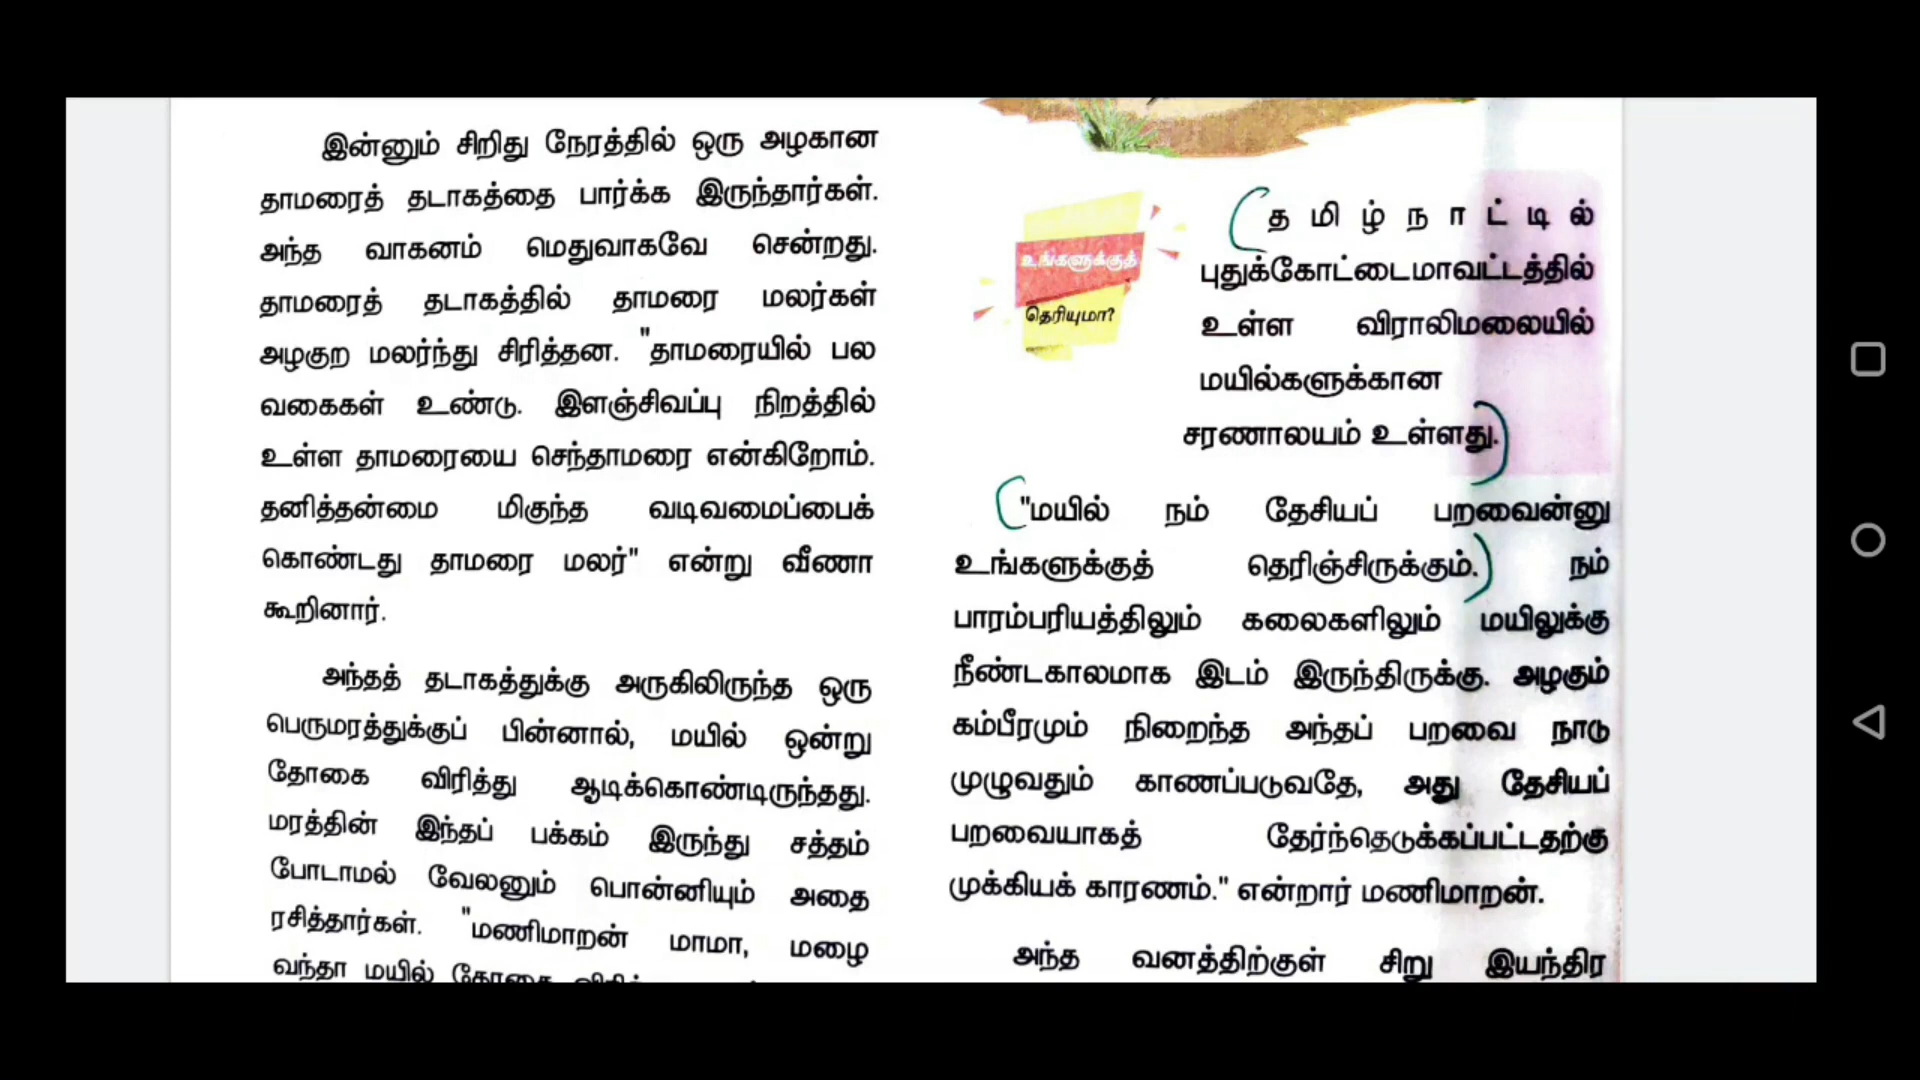 இன்னும் சிறிது நேரத்தில் ஒரு அழகான
தாமரைத் தடாகத்தை பார்க்க இருந்தார்கள்.
அந்த வாகனம் மெதுவாகவே சென்றது.
தாமரைத் தடாகத்தில் தாமரை மலர்கள்
அழகுற மலர்ந்து சிரித்தன. "தாமரையில் பல
வகைகள் உண்டு. இளஞ்சிவப்பு நிறத்தில்
உள்ள தாமரையை செந்தாமரை என்கிறோம்.
தனித்தன்மை மிகுந்த வடிவமைப்பைக்
கொண்டது தாமரை மலர்" என்று வீணா
கூறினார்.
அந்தத் தடாகத்துக்கு அருகிலிருந்த ஒரு
பெருமரத்துக்குப் பின்னால், மயில் ஒன்று
தோகை விரித்து ஆடிக்கொண்டிருந்தது.
மரத்தின் இந்தப் பக்கம் இருந்து சத்தம்
போடாமல் வேலனும் பொன்னியும் அதை
ரசித்தார்கள். "மணிமாறன் மாமா, மழை
வந்தா மயில் தோகை
உங்களுக்குத்
தெரியுமா?
தமிழ்நாட்டில்
புதுக்கோட்டைமாவட்டத்தில்
உள்ள விராலிமலையில்
மயில்களுக்கான
சரணாலயம் உள்ளது.
"மயில் நம் தேசியப் பறவைன்னு
உங்களுக்குத் தெரிஞ்சிருக்கும். நம்
பாரம்பரியத்திலும் கலைகளிலும் மயிலுக்கு
நீண்டகாலமாக இடம் இருந்திருக்கு. அழகும்
கம்பீரமும் நிறைந்த அந்தப் பறவை நாடு
முழுவதும் காணப்படுவதே, அது தேசியப்
பறவையாகத் தேர்ந்தெடுக்கப்பட்டதற்கு
முக்கியக் காரணம்." என்றார் மணிமாறன்.
அந்த வனத்திற்குள் சிறு இயந்திர